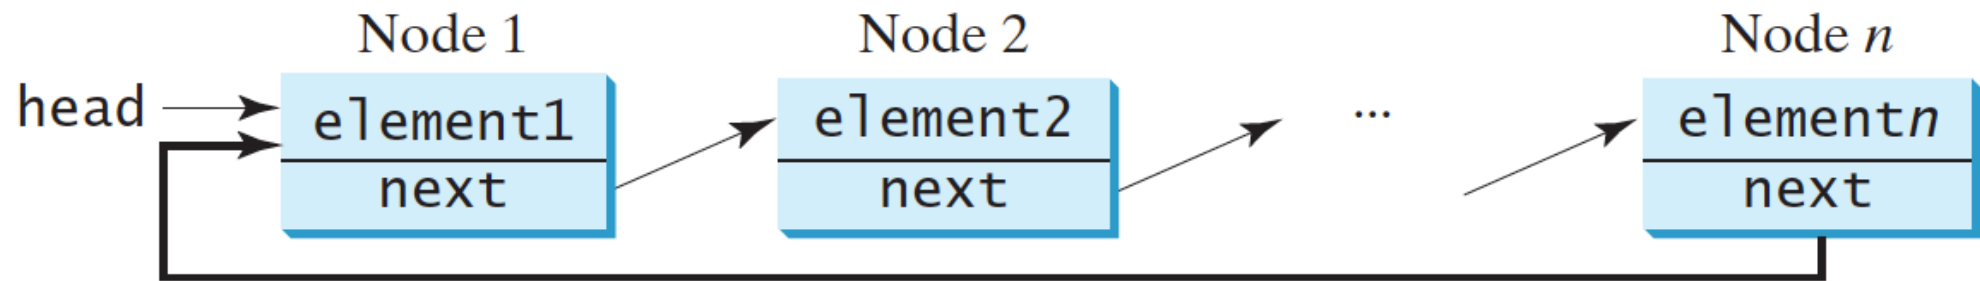 Node 1 Node 2 Node n
head element1 element2 ... elementn
next next next